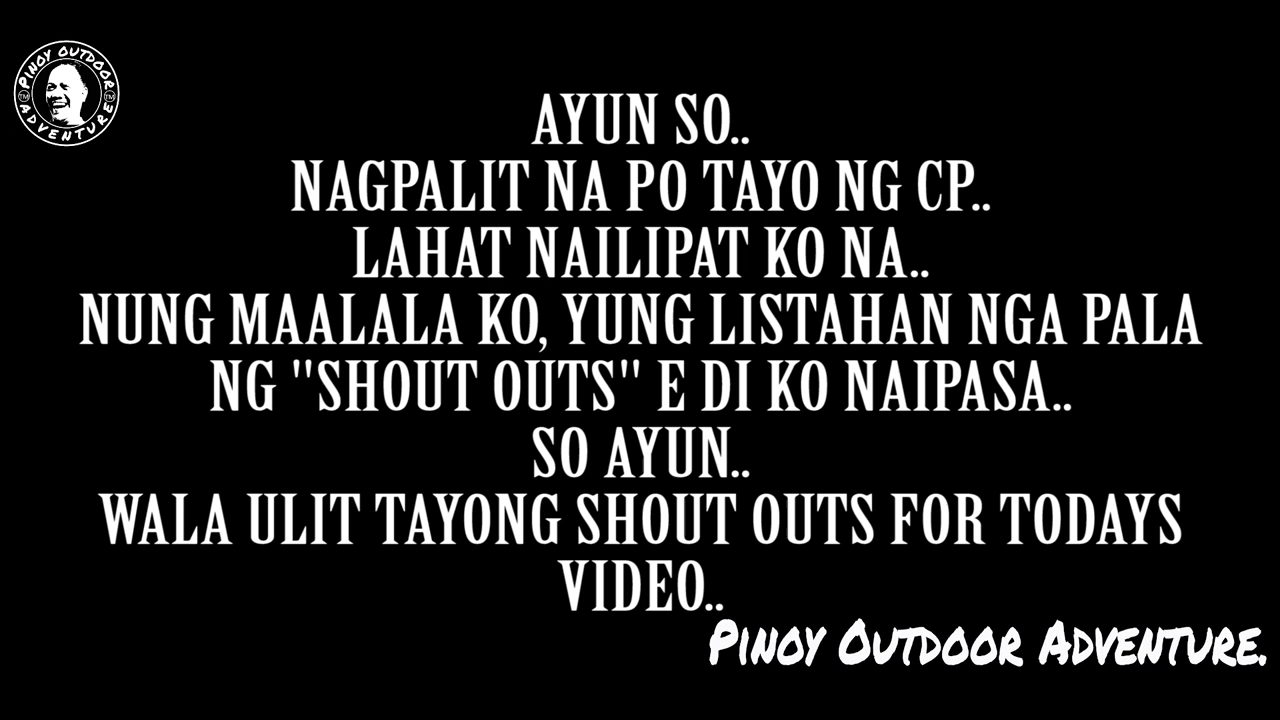 PINOY OUTDOOR
TM TM
ADVENTURE
AYUN SO..
NAGPALIT NA PO TAYO NG CP..
LAHAT NAILIPAT KO NA..
NUNG MAALALA KO, YUNG LISTAHAN NGA PALA
NG "SHOUT OUTS" E DI KO NAIPASA..
SO AYUN..
WALA ULIT TAYONG SHOUT OUTS FOR TODAYS
VIDEO..
PINOY OUTDOOR ADVENTURE.